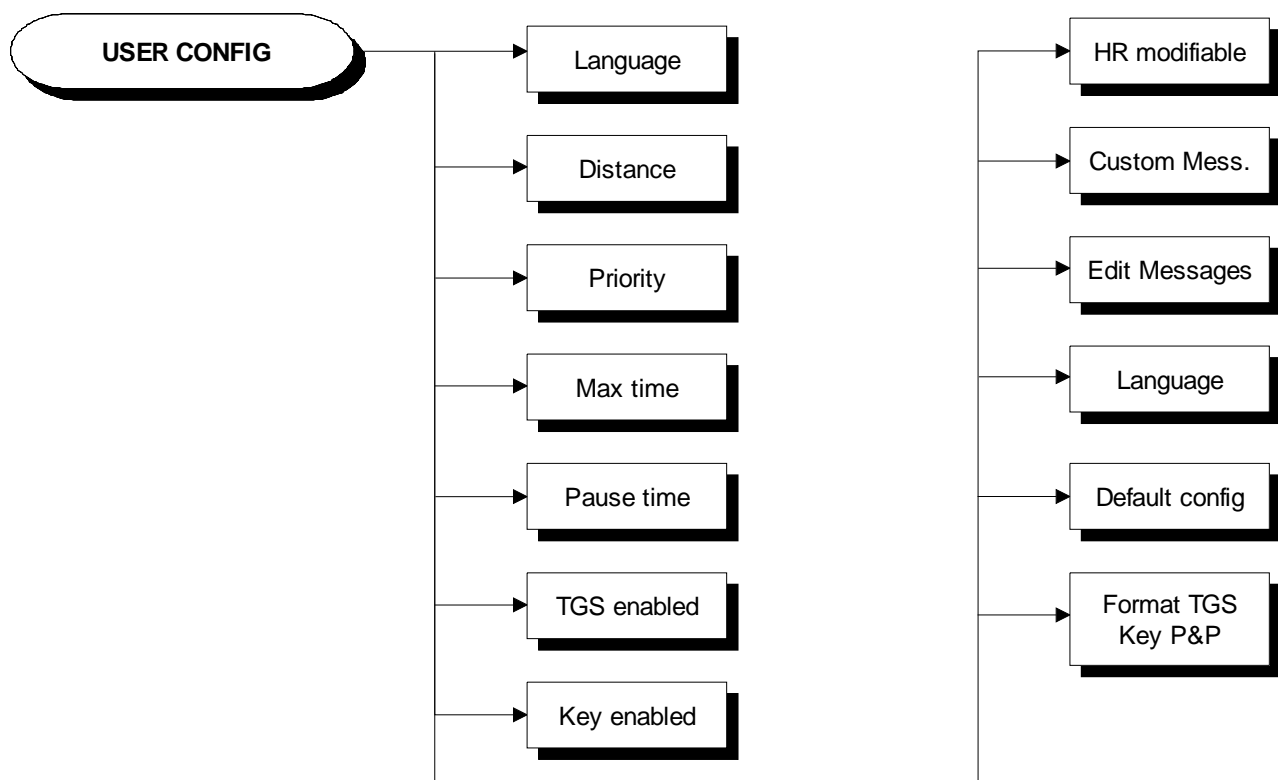 USER CONFIG
Language
Distance
Priority
Max time
Pause time
TGS enabled
Key enabled
HR modifiable
Custom Mess.
Edit Messages
Language
Default config
Format TGS
Key P&P